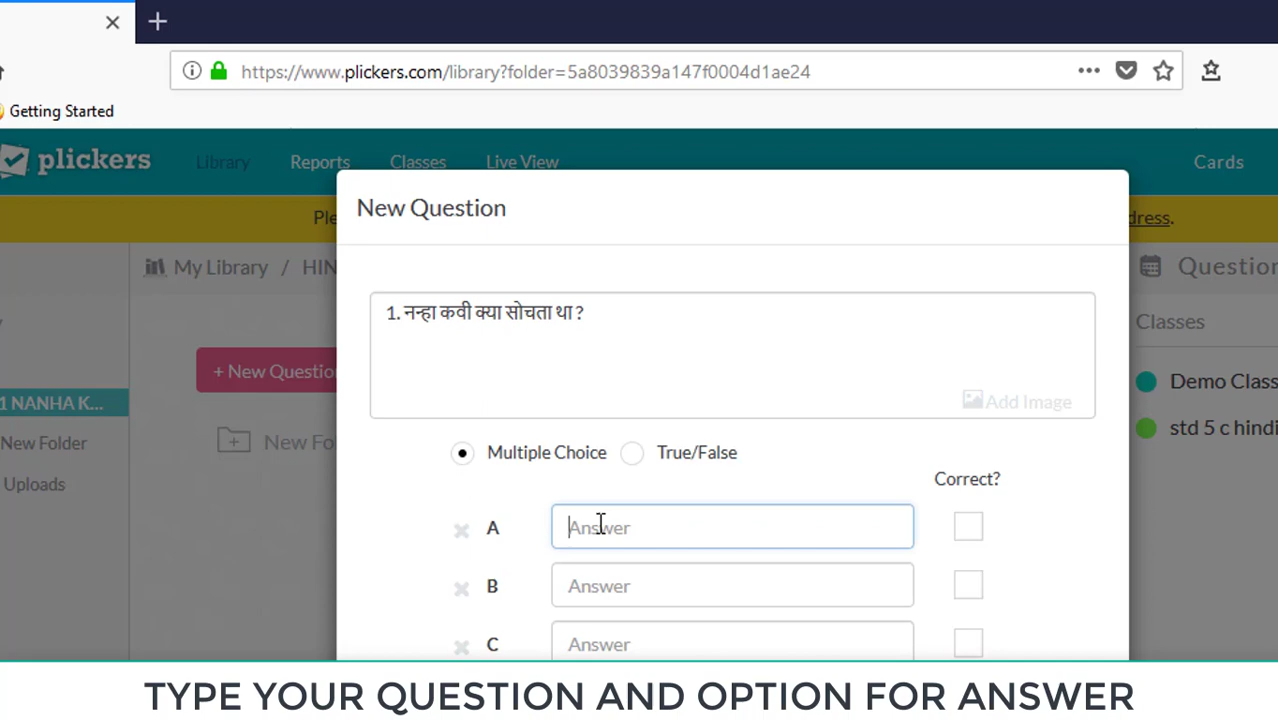 https://www.plickers.com/library?folder=5a8039839a147f0004d1ae24
Getting Started
plickers Library Reports Classes Live View Cards
Ple
dress.
My Library / HIN
Question
New Question
1. नन्हा कवी क्या सोचता था ?
Add Image
Classes
+ New Questio
Demo Class
1 NANHA K...
std 5 c hindi
New Folder
New Fo
Uploads
Multiple Choice True/False
Correct?
A Answer
B Answer
C Answer
TYPE YOUR QUESTION AND OPTION FOR ANSWER